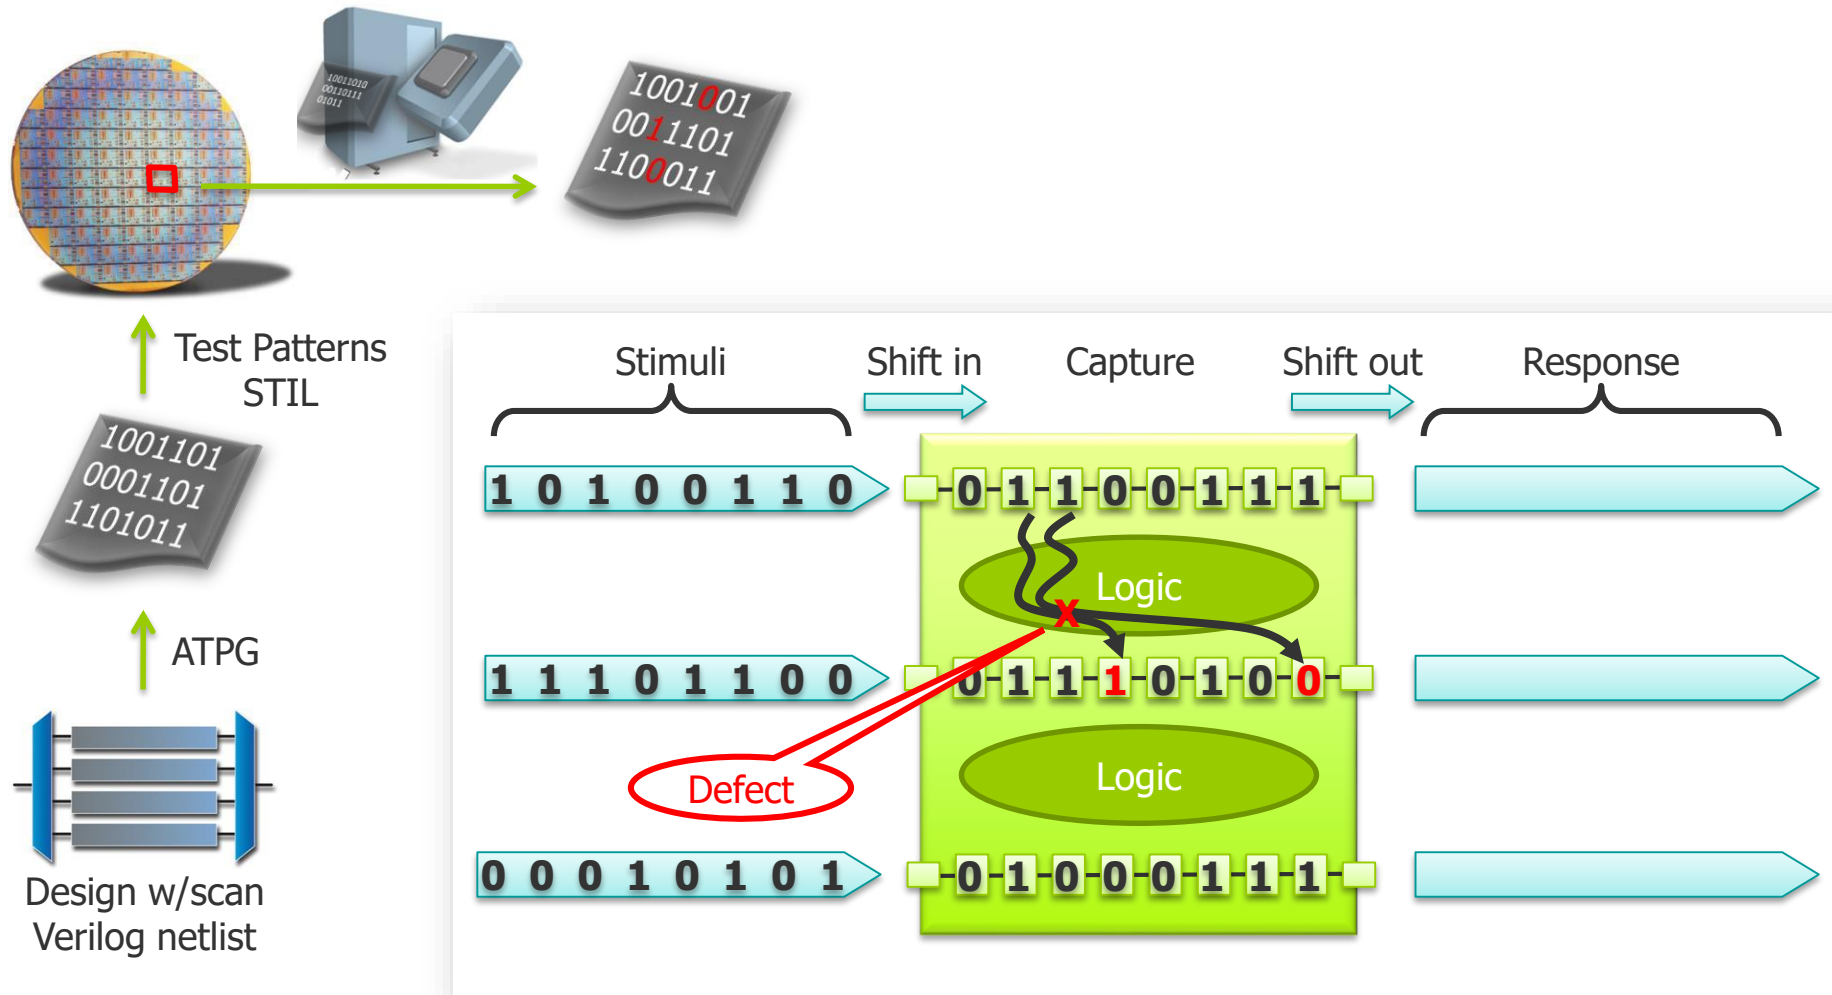 10011010
00110111
01011
1001001
0011101
1100011
Test Patterns
STIL
1001101
0001101
1101011
ATPG
Design w/scan
Verilog netlist
Stimuli
Shift in
Capture
Shift out
Response
1 0 1 0 0 1 1 0
0 1 1 0 0 1 1 1
Logic
X
1 1 1 0 1 1 0 0
0 1 1 1 0 1 0 0
Defect
Logic
0 0 0 1 0 1 0 1
0 1 0 0 0 1 1 1